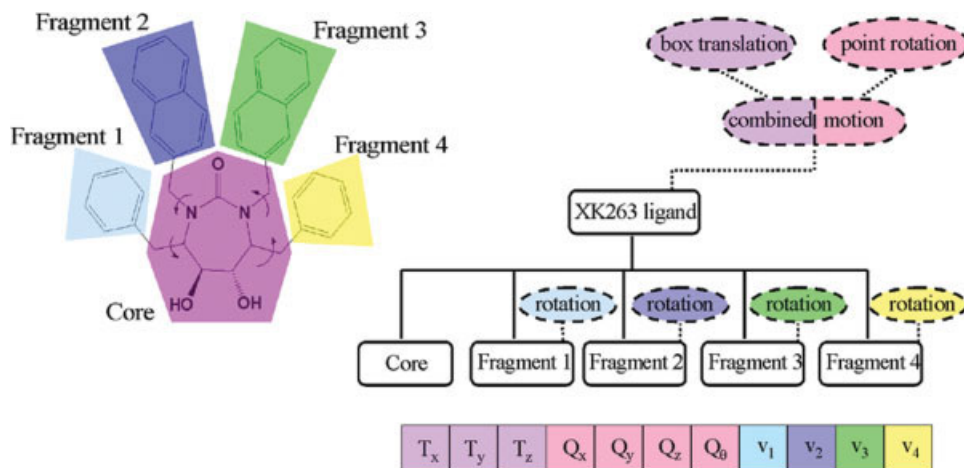 Fragment 2
Fragment 3
Fragment 1
Fragment 4
O
N N
HO OH
Core
box translation
point rotation
combined motion
XK263 ligand
rotation rotation rotation rotation
Core Fragment 1 Fragment 2 Fragment 3 Fragment 4
Tx Ty Tz Qx Qy Qz Qθ v1 v2 v3 v4